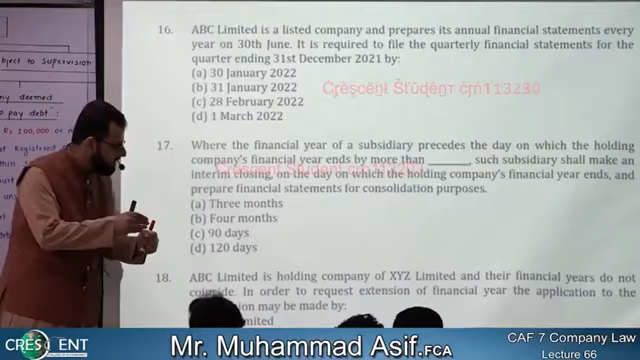 bject to Supervision
ny deemed
o pay debt"
Rs 100,000 or
ut Registered
16. ABC Limited is a listed company and prepares its annual financial statements every
year on 30th June. It is required to file the quarterly financial statements for the
quarter ending 31st December 2021 by:
(a) 30 January 2022
(b) 31 January 2022
(c) 28 February 2022
(d) 1 March 2022
17. Where the financial year of a subsidiary precedes the day on which the holding
company's financial year ends by more than ______, such subsidiary shall make an
interim closing, on the day on which the holding company's financial year ends, and
prepare financial statements for consolidation purposes.
(a) Three months
(b) Four months
(c) 90 days
(d) 120 days
18. ABC Limited is holding company of XYZ Limited and their financial years do not
coincide. In order to request extension of financial year the application to the
may be made by:
CRESCENT
Mr. Muhammad Asif.FCA
CAF 7 Company Law
Lecture 66